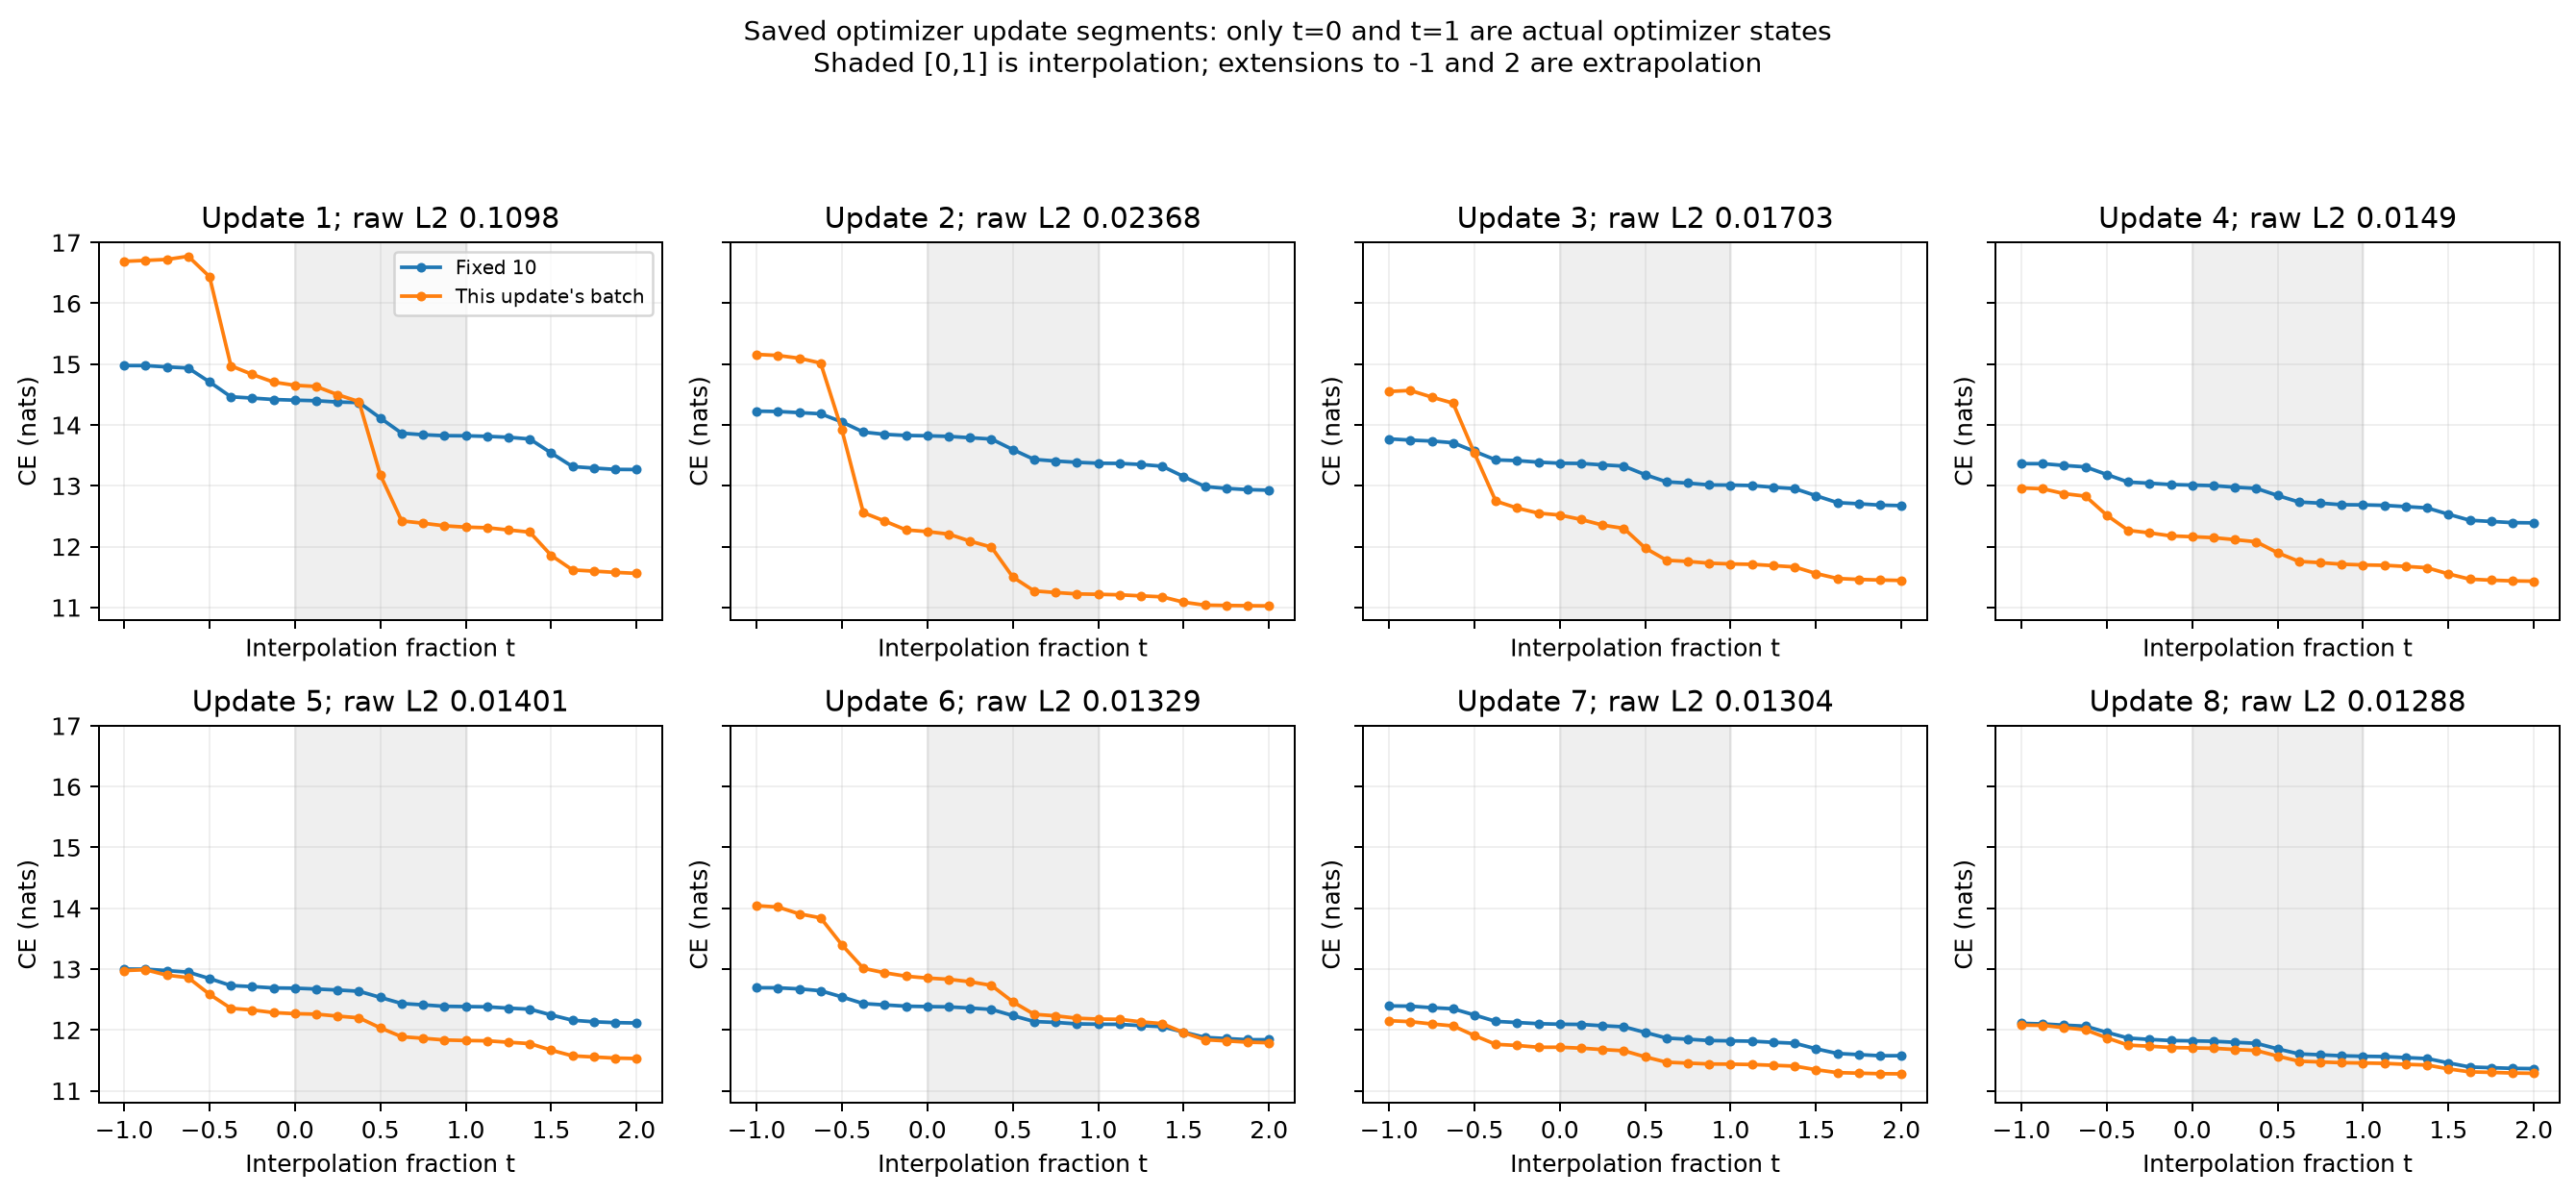 Saved optimizer update segments: only t=0 and t=1 are actual optimizer states
Shaded [0,1] is interpolation; extensions to -1 and 2 are extrapolation
Update 1; raw L2 0.1098
17
16
15
14
13
12
11
CE (nats)
Fixed 10
This update's batch
Interpolation fraction t
Update 2; raw L2 0.02368
CE (nats)
Interpolation fraction t
Update 3; raw L2 0.01703
CE (nats)
Interpolation fraction t
Update 4; raw L2 0.0149
CE (nats)
Interpolation fraction t
Update 5; raw L2 0.01401
17
16
15
14
13
12
11
CE (nats)
−1.0 −0.5 0.0 0.5 1.0 1.5 2.0
Interpolation fraction t
Update 6; raw L2 0.01329
CE (nats)
−1.0 −0.5 0.0 0.5 1.0 1.5 2.0
Interpolation fraction t
Update 7; raw L2 0.01304
CE (nats)
−1.0 −0.5 0.0 0.5 1.0 1.5 2.0
Interpolation fraction t
Update 8; raw L2 0.01288
CE (nats)
−1.0 −0.5 0.0 0.5 1.0 1.5 2.0
Interpolation fraction t